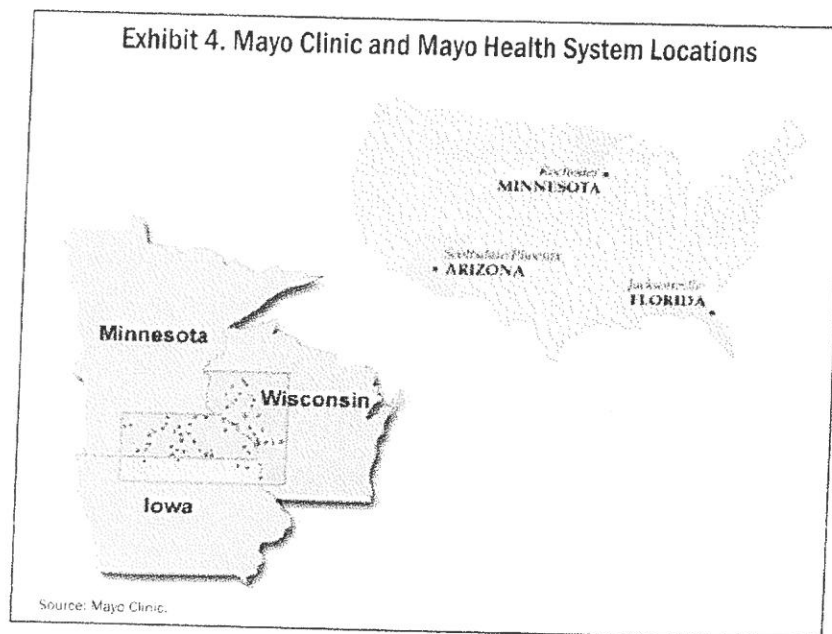 Exhibit 4. Mayo Clinic and Mayo Health System Locations
Rochester
MINNESOTA
Scottsdale/Phoenix
ARIZONA
Jacksonville
FLORIDA
Minnesota
Wisconsin
Iowa
Source: Mayo Clinic.